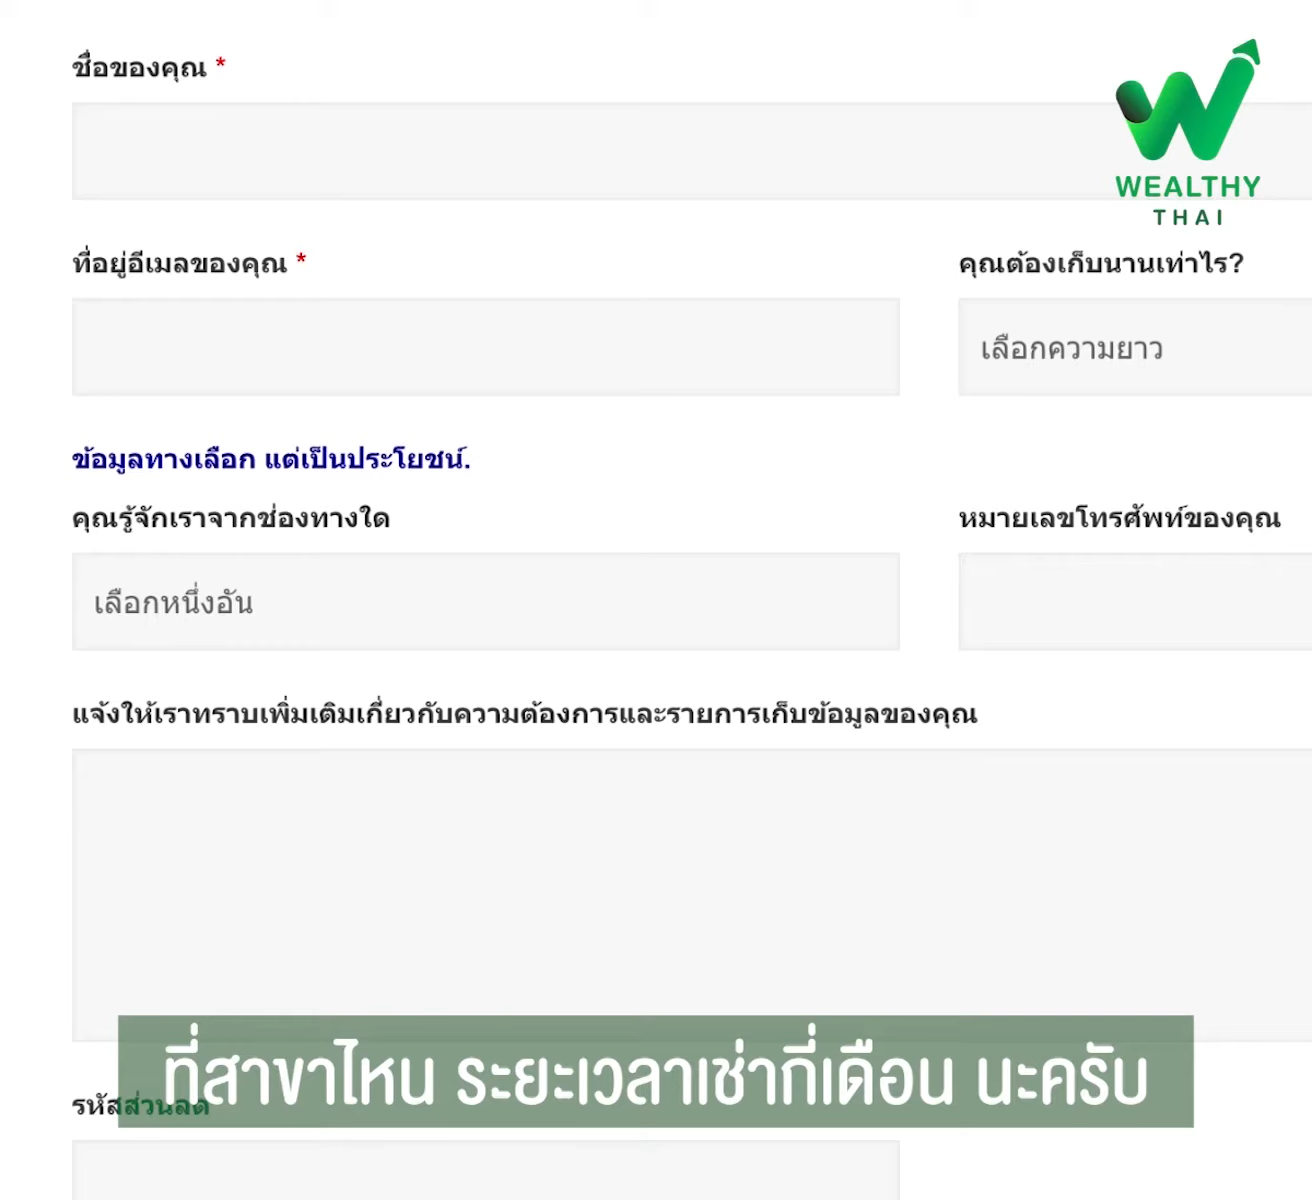 ชื่อของคุณ *
WEALTHY
THAI
ที่อยู่อีเมลของคุณ *
คุณต้องเก็บนานเท่าไร?
เลือกความยาว
ข้อมูลทางเลือก แต่เป็นประโยชน์.
คุณรู้จักเราจากช่องทางใด
หมายเลขโทรศัพท์ของคุณ
เลือกหนึ่งอัน
แจ้งให้เราทราบเพิ่มเติมเกี่ยวกับความต้องการและรายการเก็บข้อมูลของคุณ
ที่สาขาไหน ระยะเวลาเช่ากี่เดือน นะครับ
รหัสส่วนลด